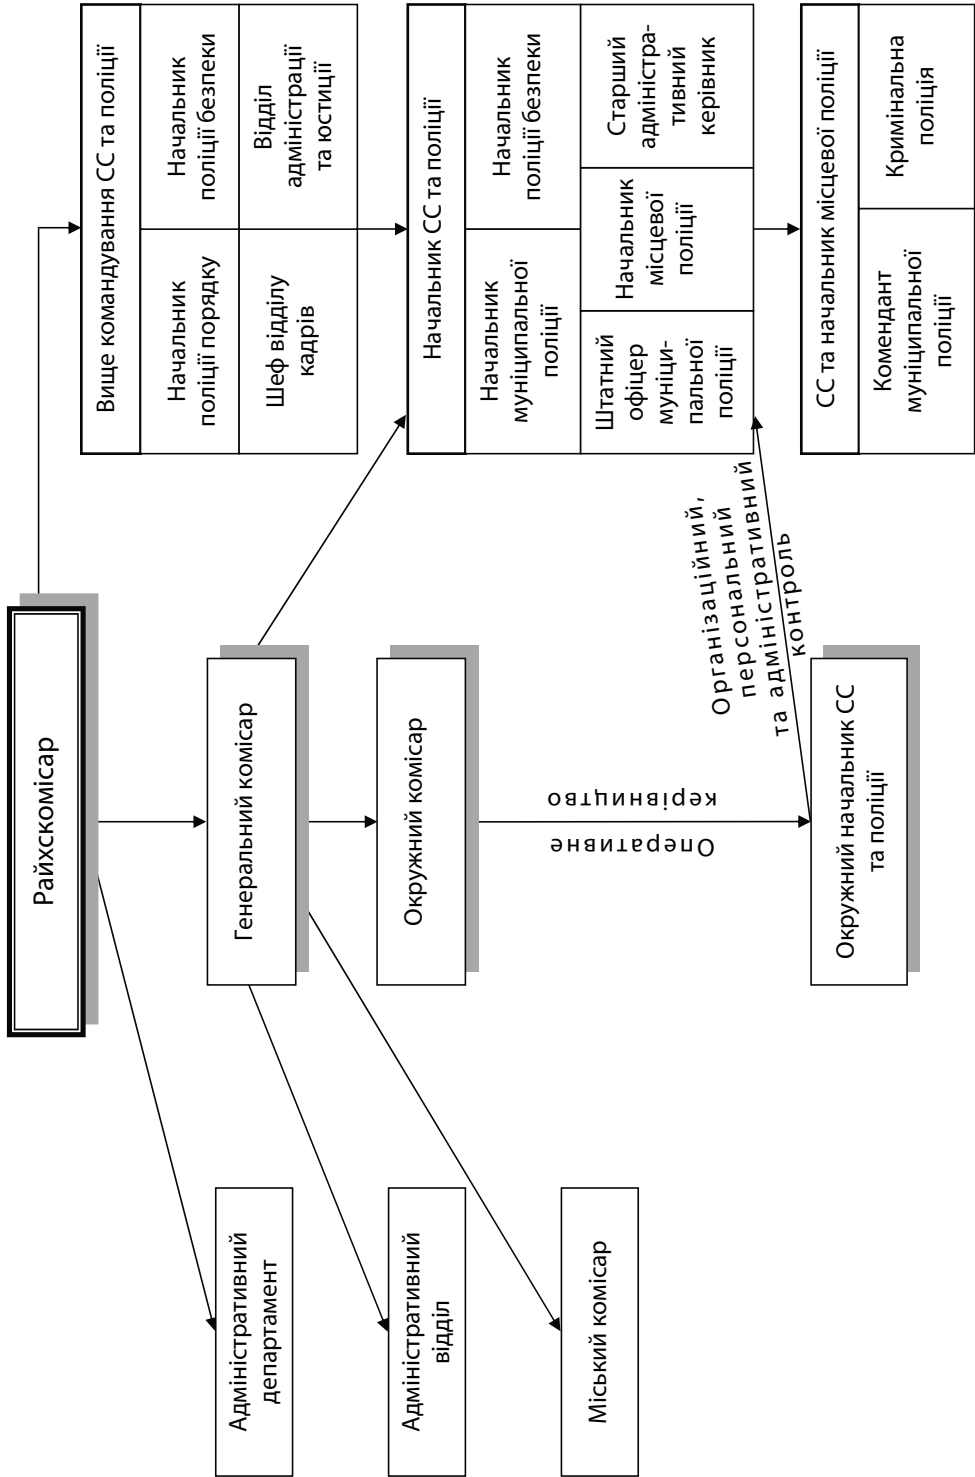 Райхскомісар
Вище командування СС та поліції
Начальник
поліції порядку
Начальник
поліції безпеки
Шеф відділу
кадрів
Відділ
адміністрації
та юстиції
Адміністративний
департамент
Генеральний комісар
Начальник СС та поліції
Начальник
муніципальної
поліції
Начальник
поліції безпеки
Штатний
офіцер
муніци-
пальної
поліції
Начальник
місцевої
поліції
Старший
адміністра-
тивний
керівник
Адміністративний
відділ
Окружний комісар
Міський комісар
Оперативне
керівництво
Організаційний,
персональний
та адміністративний
контроль
Окружний начальник СС
та поліції
СС та начальник місцевої поліції
Комендант
муніципальної
поліції
Кримінальна
поліція